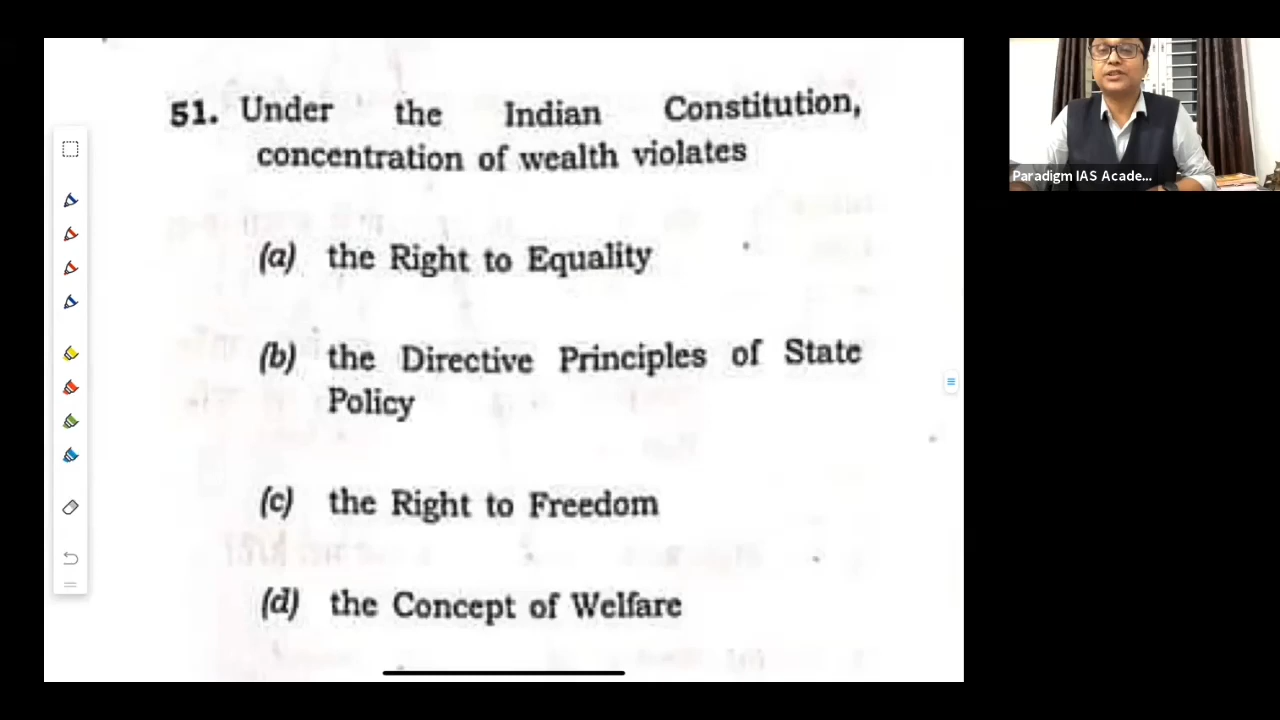 51. Under the Indian Constitution,
concentration of wealth violates
(a) the Right to Equality
(b) the Directive Principles of State
Policy
(c) the Right to Freedom
(d) the Concept of Welfare
Paradigm IAS Acade...